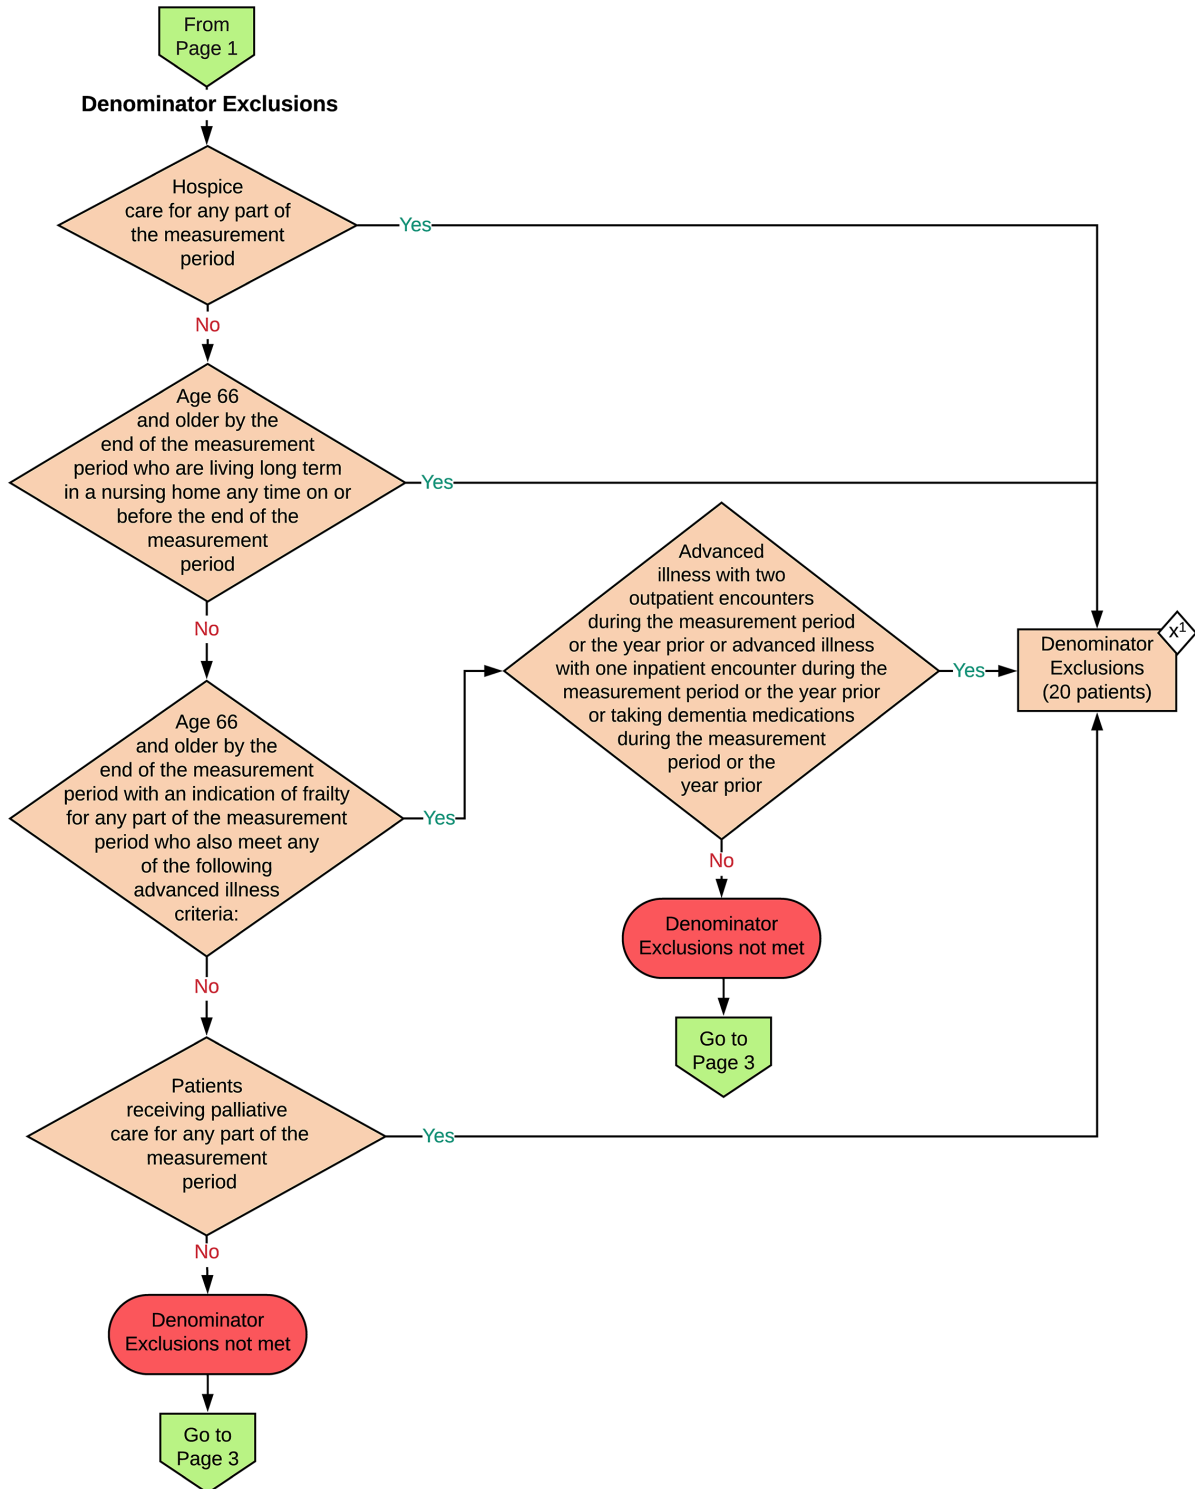 From
Page 1
Denominator Exclusions
Hospice
care for any part of
the measurement
period
Yes
No
Age 66
and older by the
end of the measurement
period who are living long term
in a nursing home any time on or
before the end of the
measurement
period
Yes
No
Age 66
and older by the
end of the measurement
period with an indication of frailty
for any part of the measurement
period who also meet any
of the following
advanced illness
criteria:
Yes
Advanced
illness with two
outpatient encounters
during the measurement period
or the year prior or advanced illness
with one inpatient encounter during the
measurement period or the year prior
or taking dementia medications
during the measurement
period or the
year prior
Yes
Denominator
Exclusions
(20 patients)
x¹
No
Denominator
Exclusions not met
Go to
Page 3
No
Patients
receiving palliative
care for any part of the
measurement
period
Yes
No
Denominator
Exclusions not met
Go to
Page 3